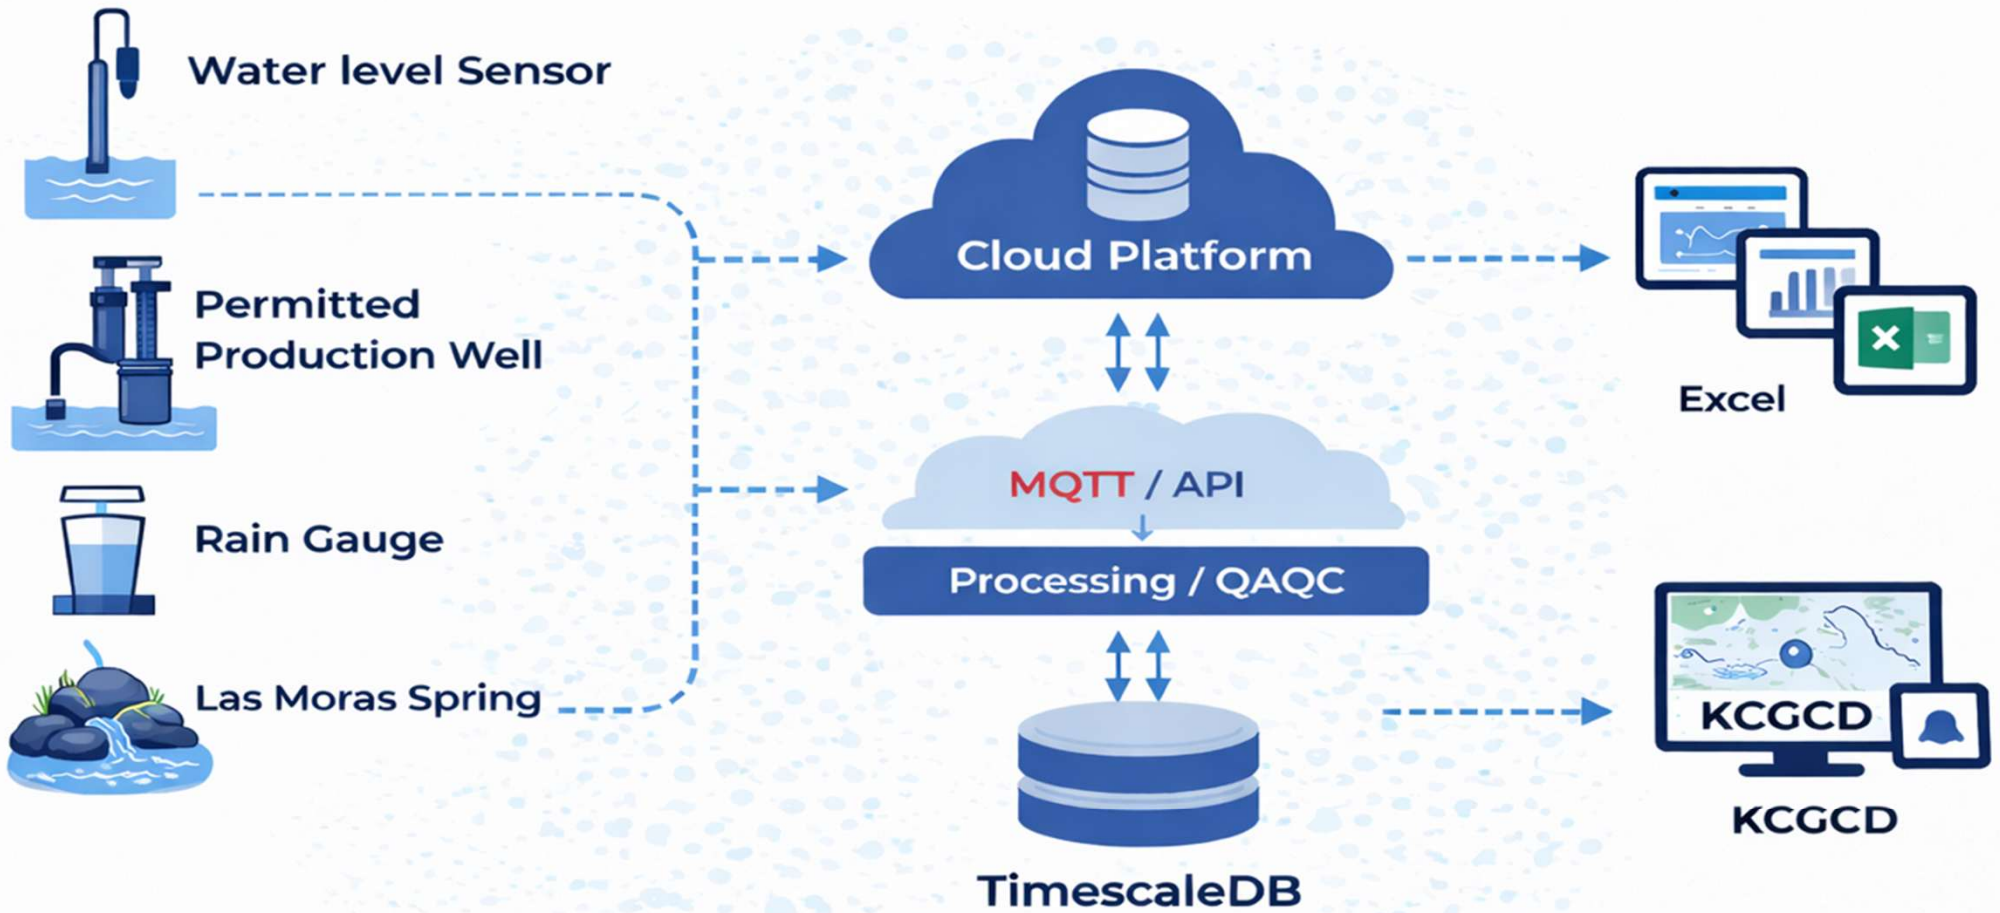 Water level Sensor
Permitted
Production Well
Rain Gauge
Las Moras Spring
Cloud Platform
MQTT / API
Processing / QAQC
TimescaleDB
Excel
KCGCD
KCGCD